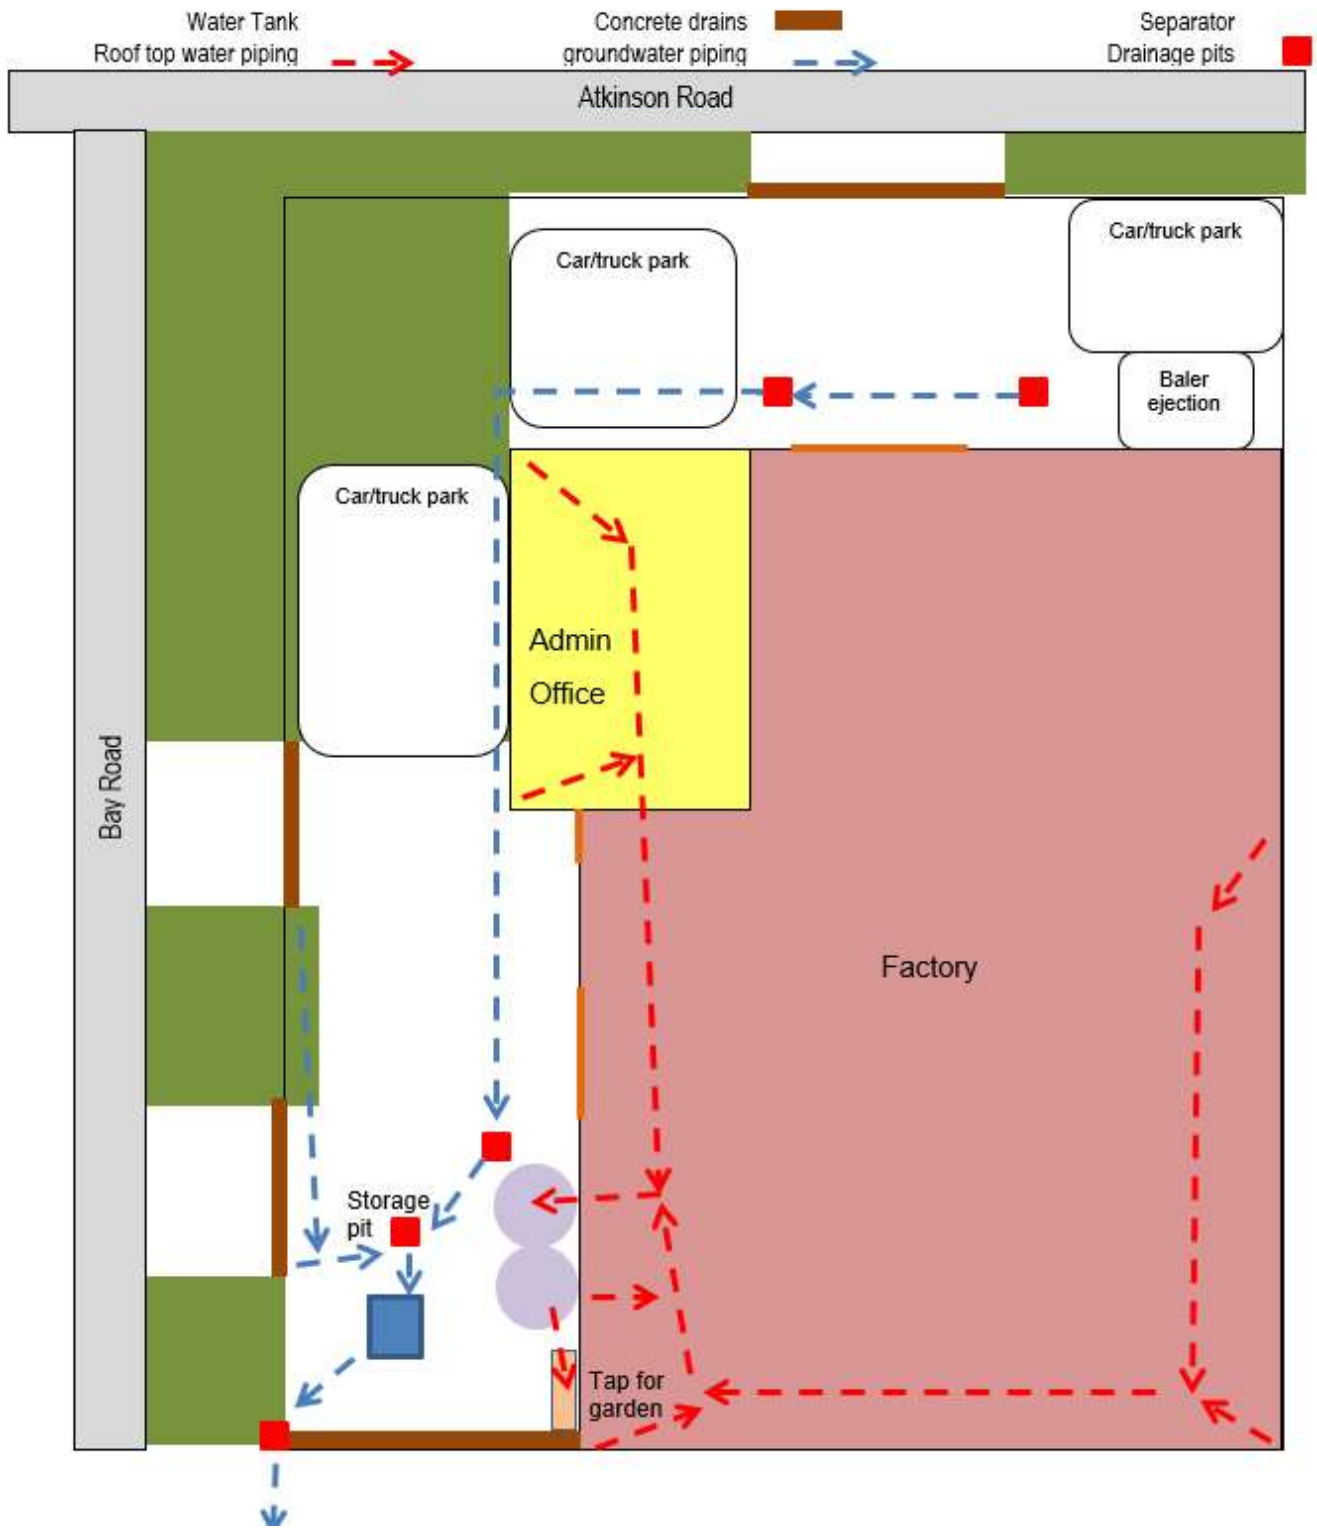 Water Tank
Concrete drains
Separator
Roof top water piping
groundwater piping
Drainage pits
Atkinson Road
Car/truck park
Car/truck park
Baler
ejection
Car/truck park
Admin
Office
Bay Road
Factory
Storage
pit
Tap for
garden